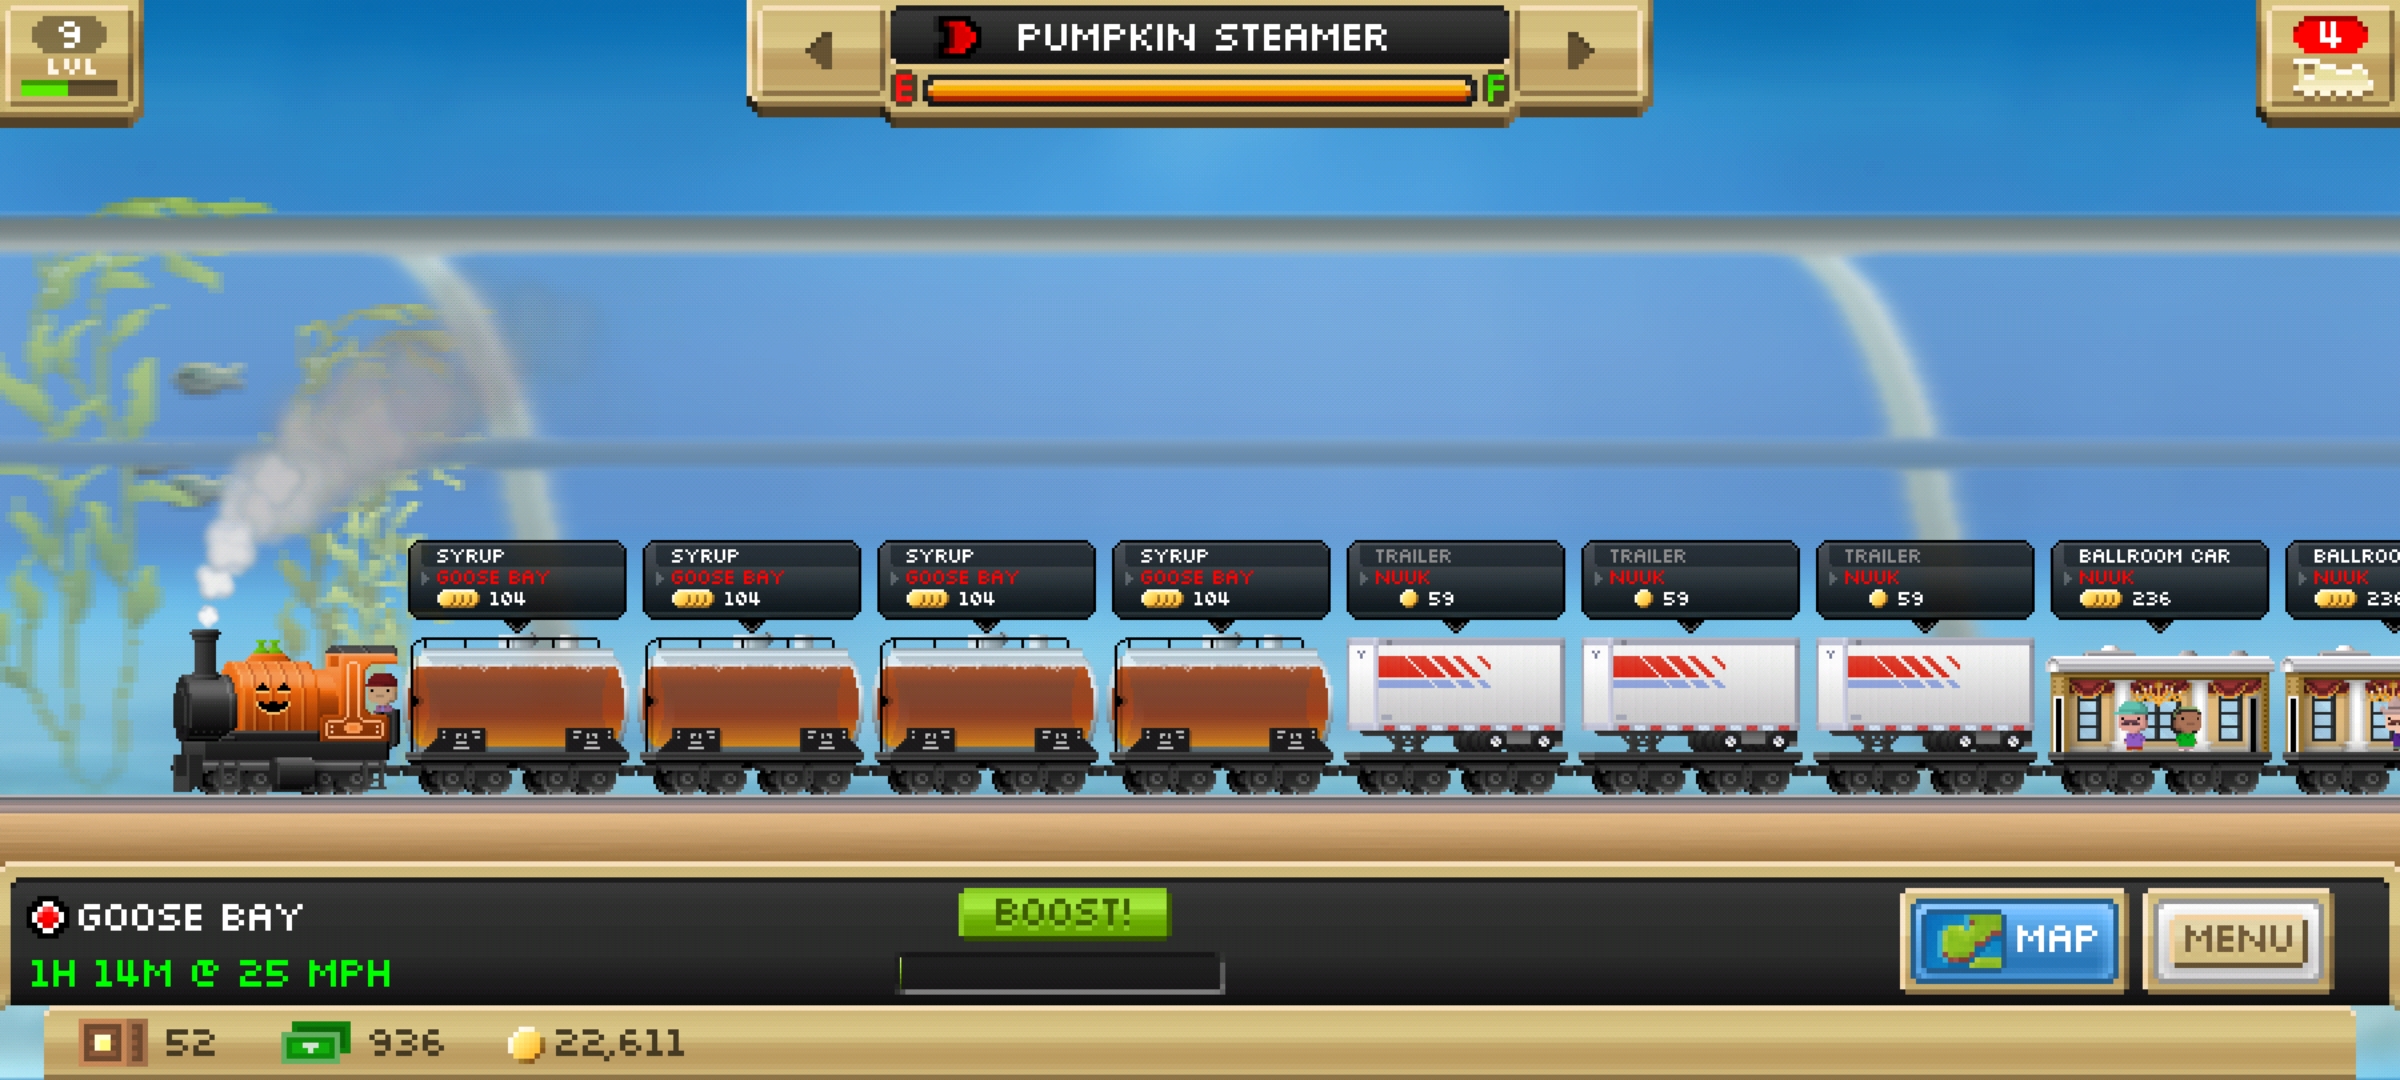 9
LVL
PUMPKIN STEAMER
E
F
4
SYRUP
GOOSE BAY
104
SYRUP
GOOSE BAY
104
SYRUP
GOOSE BAY
104
SYRUP
GOOSE BAY
104
TRAILER
NUUK
59
TRAILER
NUUK
59
TRAILER
NUUK
59
BALLROOM CAR
NUUK
236
BALLROO
NUUK
236
GOOSE BAY
1H 14M @ 25 MPH
BOOST!
MAP
MENU
52
936
22,611